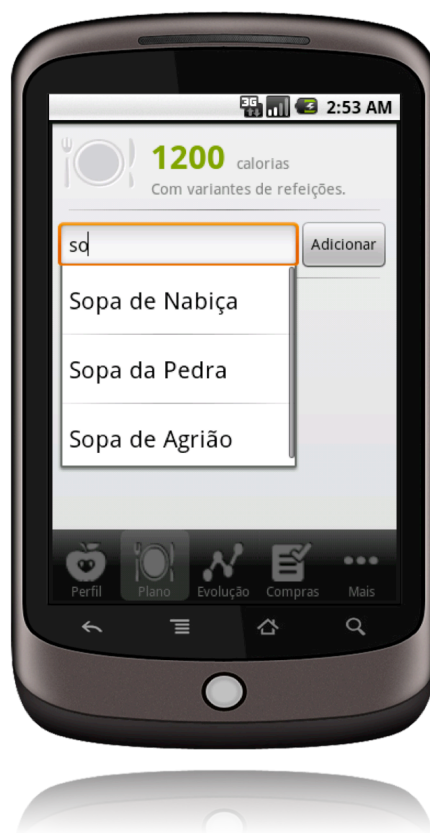 3G 2:53 AM
1200 calorias
Com variantes de refeições.
so Adicionar
Sopa de Nabiça
Sopa da Pedra
Sopa de Agrião
Perfil Plano Evolução Compras Mais